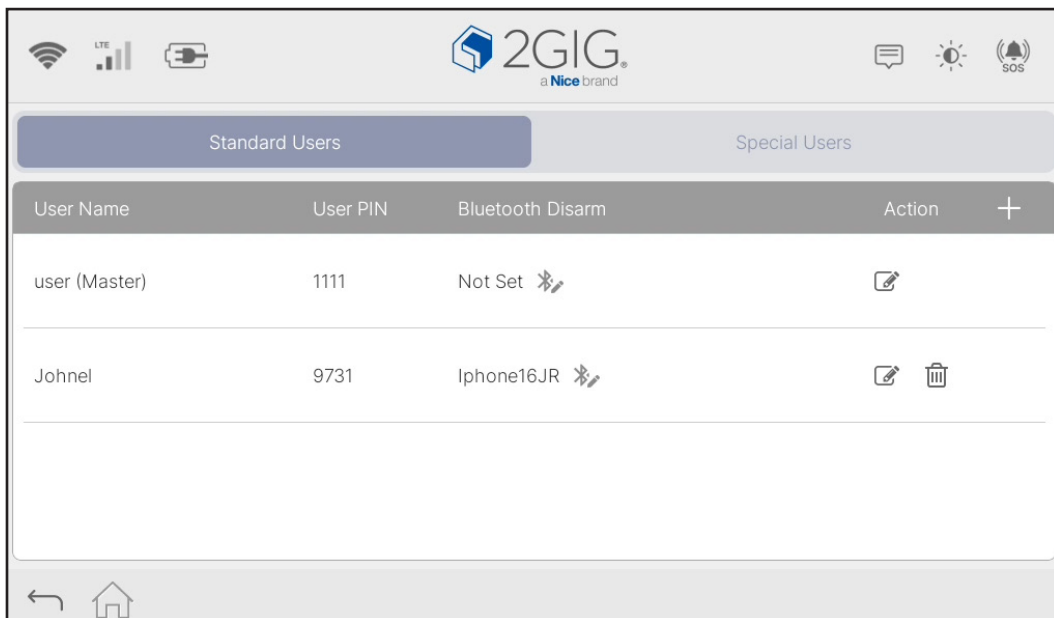 LTE
2GIG.
a Nice brand
SOS
Standard Users Special Users
User Name User PIN Bluetooth Disarm Action
user (Master) 1111 Not Set
Johnel 9731 Iphone16JR